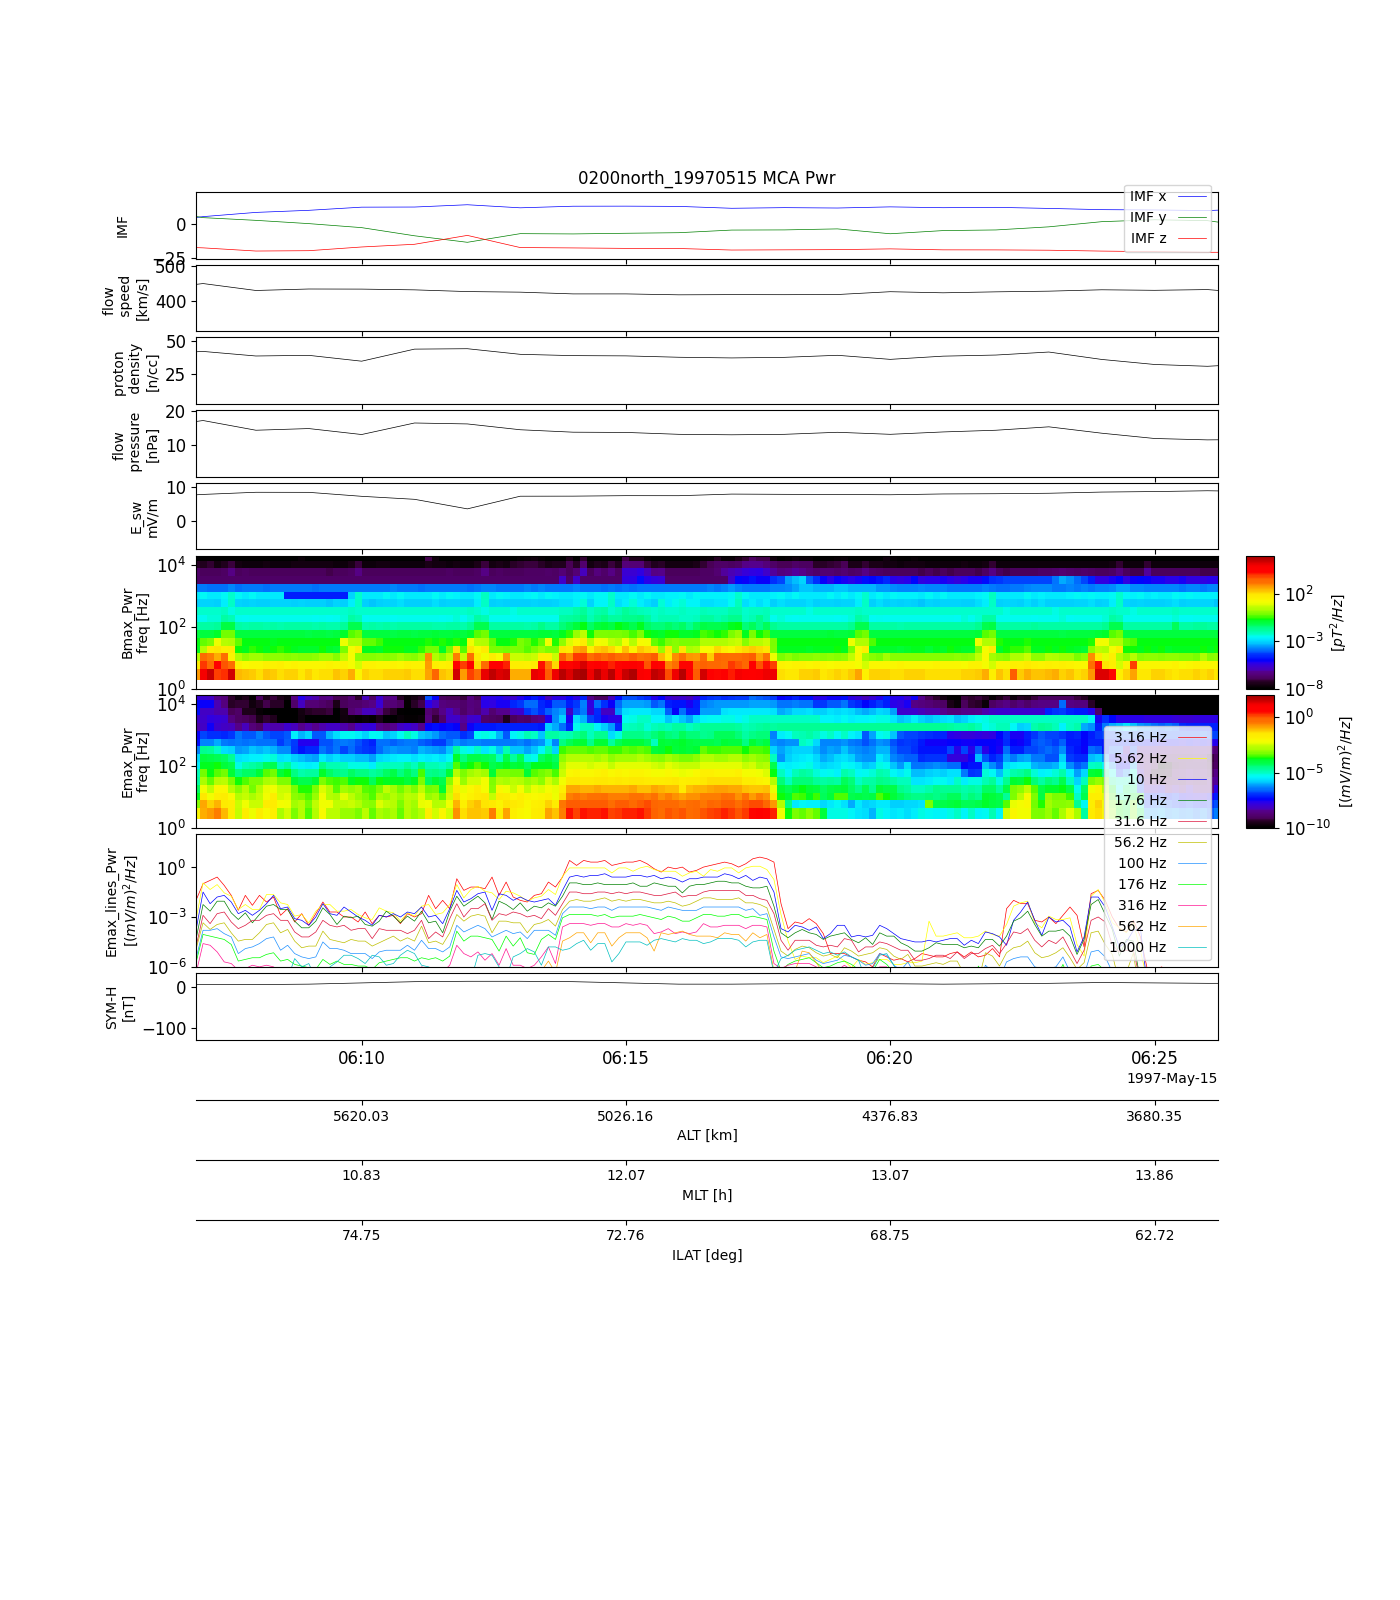 0200north_19970515 MCA Pwr
IMF
0
−25
IMF x
IMF y
IMF z
flow
speed
[km/s]
500
400
proton
density
[n/cc]
50
25
flow
pressure
[nPa]
20
10
E_sw
mV/m
10
0
Bmax_Pwr
freq [Hz]
10^4
10^2
10^0
10^2
10^−3
10^−8
[pT^2/Hz]
Emax_Pwr
freq [Hz]
10^4
10^2
10^0
10^0
10^−5
10^−10
[(mV/m)^2/Hz]
3.16 Hz
5.62 Hz
10 Hz
17.6 Hz
31.6 Hz
56.2 Hz
100 Hz
176 Hz
316 Hz
562 Hz
1000 Hz
Emax_lines_Pwr
[(mV/m)^2/Hz]
10^0
10^−3
10^−6
SYM-H
[nT]
0
−100
06:10 06:15 06:20 06:25
1997-May-15
5620.03 5026.16 4376.83 3680.35
ALT [km]
10.83 12.07 13.07 13.86
MLT [h]
74.75 72.76 68.75 62.72
ILAT [deg]